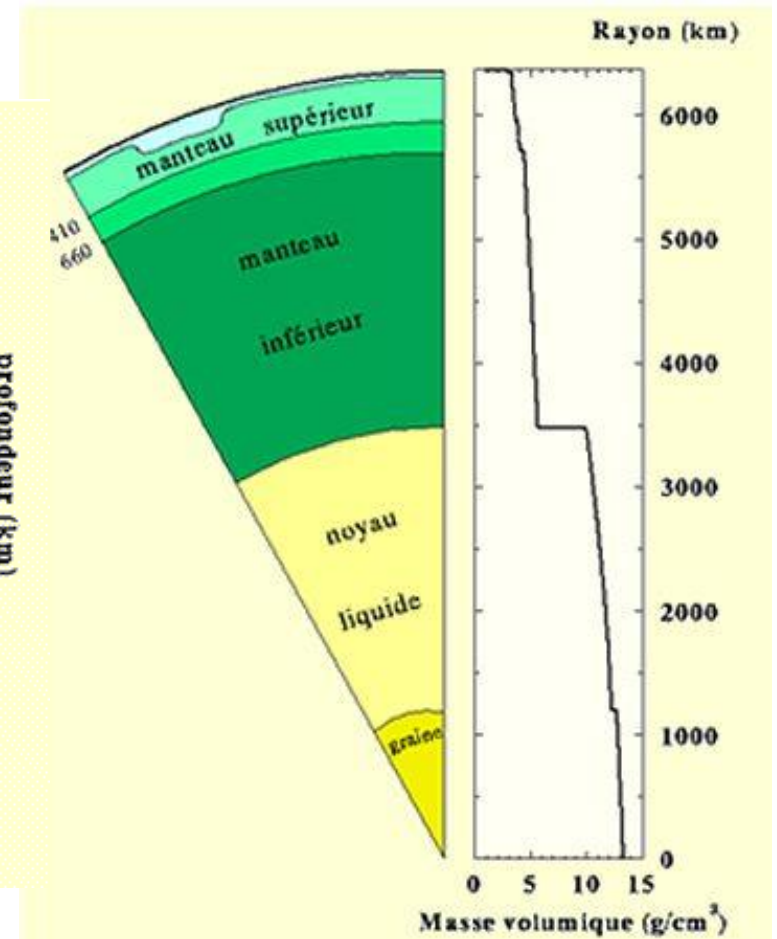 Rayon (km)
manteau supérieur
410
660
manteau
inférieur
noyau
liquide
graine
profondeur (km)
6000
5000
4000
3000
2000
1000
0
0 5 10 15
Masse volumique (g/cm³)